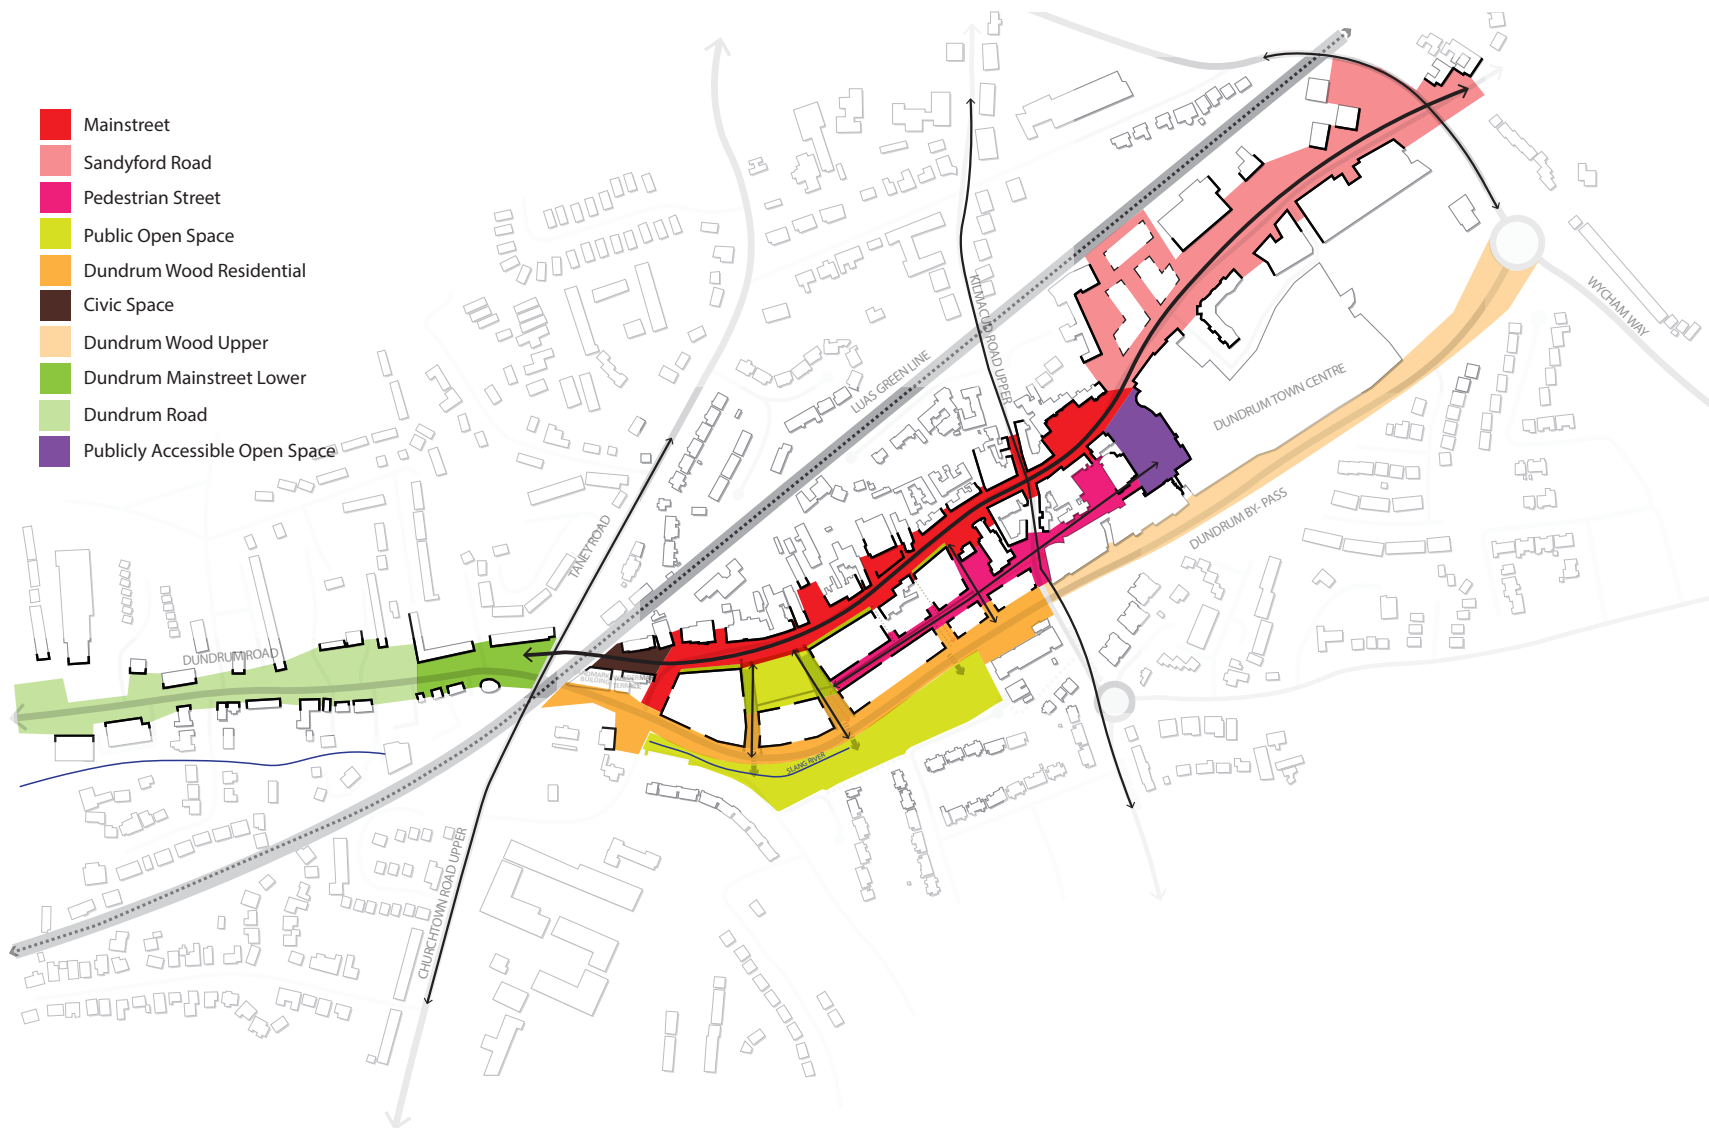 Mainstreet
Sandyford Road
Pedestrian Street
Public Open Space
Dundrum Wood Residential
Civic Space
Dundrum Wood Upper
Dundrum Mainstreet Lower
Dundrum Road
Publicly Accessible Open Space
KILMACUD ROAD UPPER
WYCHAM WAY
LUAS GREEN LINE
DUNDRUM TOWN CENTRE
DUNDRUM BY- PASS
TANEY ROAD
DUNDRUM ROAD
SLANG RIVER
CHURCHTOWN ROAD UPPER